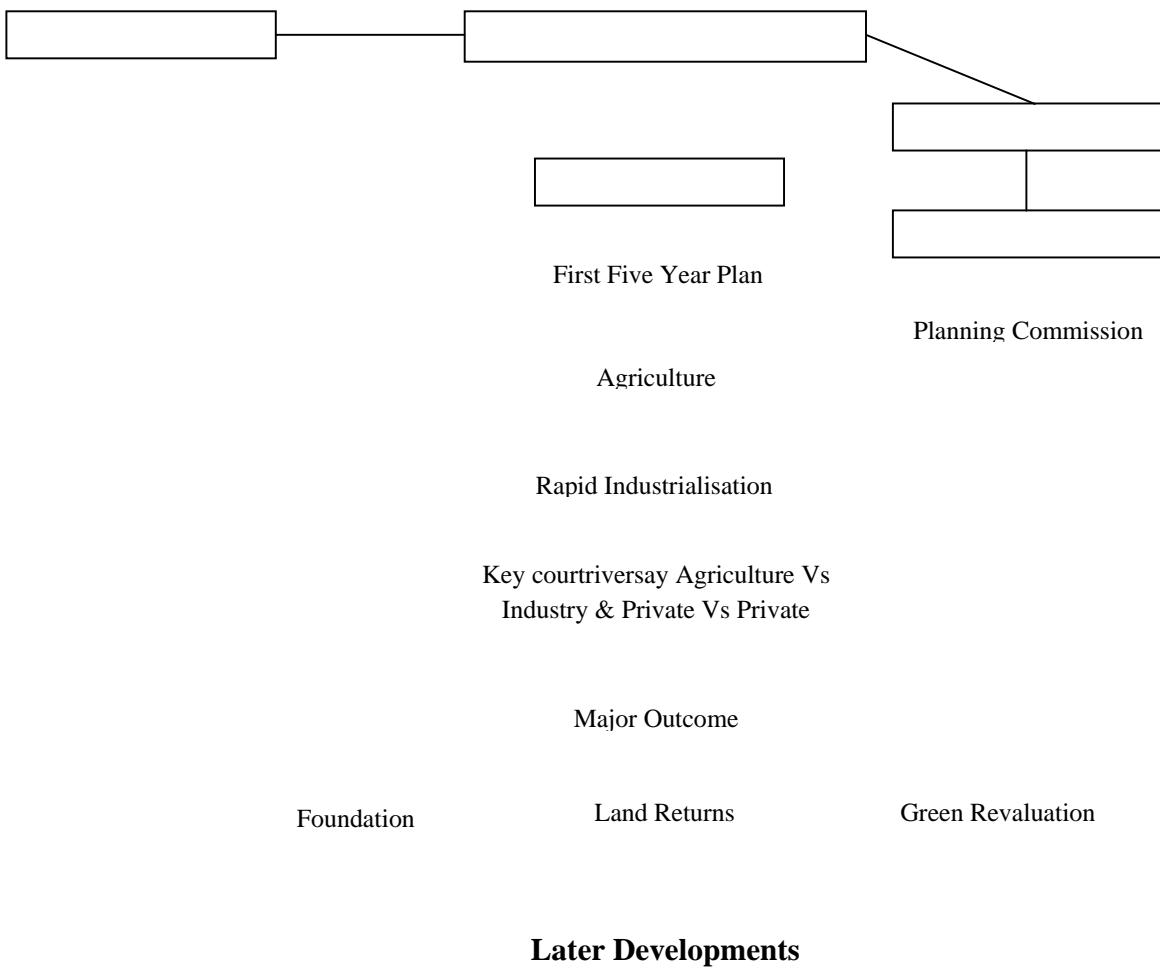 First Five Year Plan
Planning Commission
Agriculture
Rapid Industrialisation
Key courtriversay Agriculture Vs
Industry & Private Vs Private
Major Outcome
Foundation
Land Returns
Green Revaluation
Later Developments